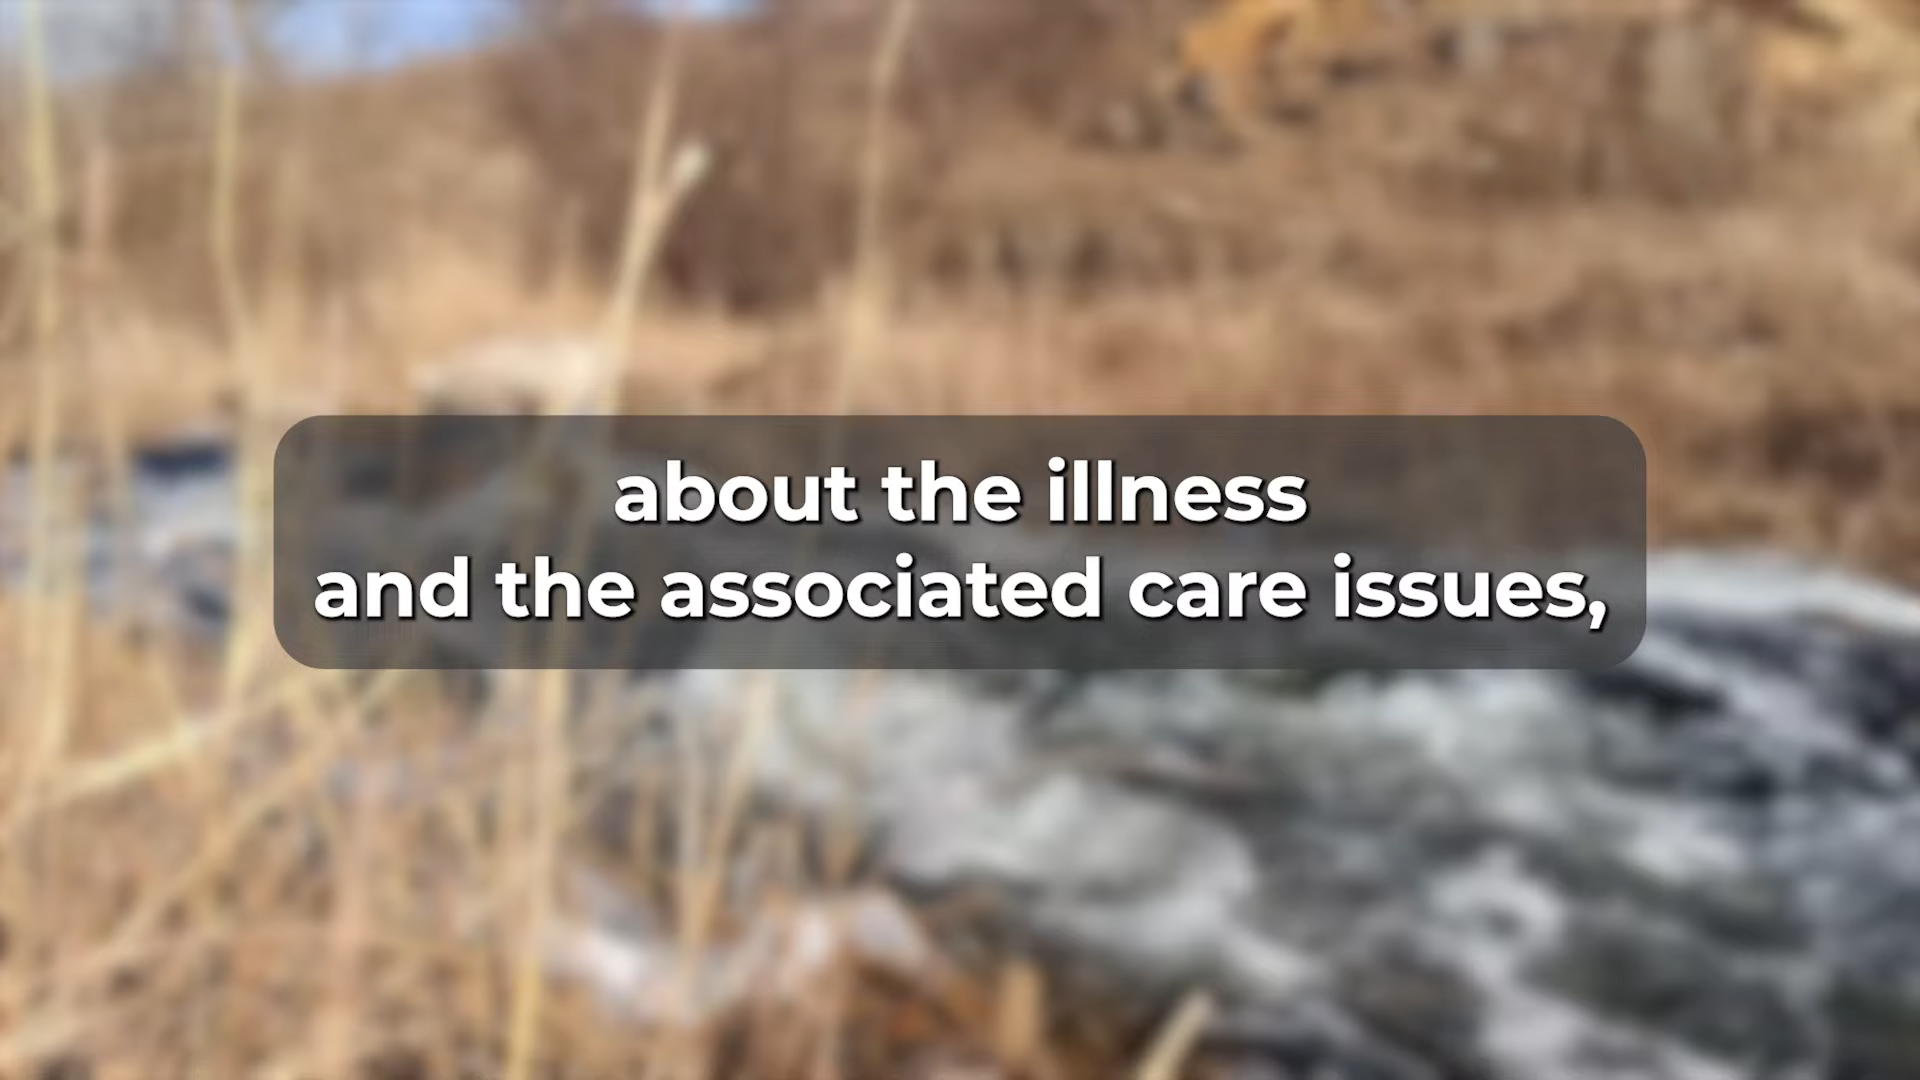 about the illness
and the associated care issues,